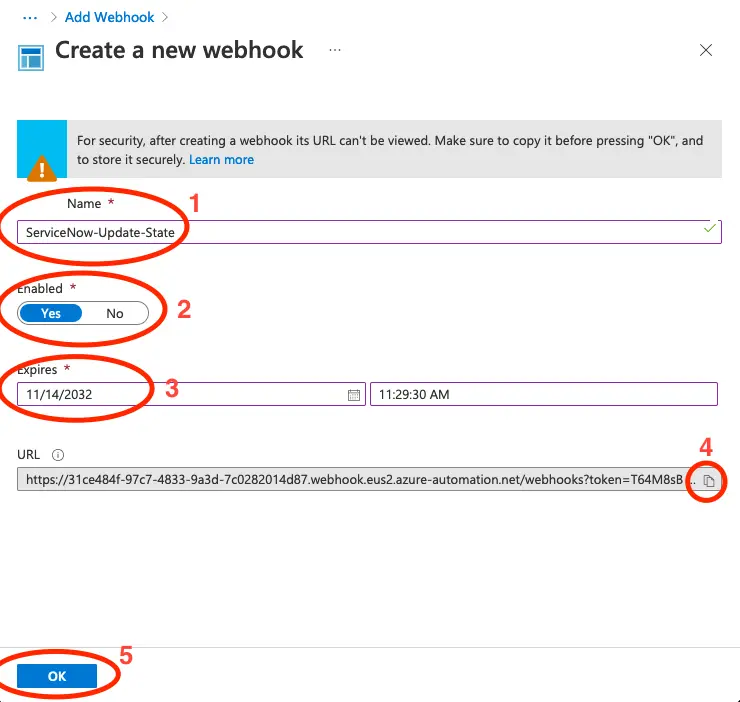 ... > Add Webhook >
Create a new webhook ...
For security, after creating a webhook its URL can't be viewed. Make sure to copy it before pressing "OK", and
to store it securely. Learn more
Name * 1
ServiceNow-Update-State
Enabled *
Yes No 2
Expires *
11/14/2032 3 11:29:30 AM
URL 4
https://31ce484f-97c7-4833-9a3d-7c0282014d87.webhook.eus2.azure-automation.net/webhooks?token=T64M8sB...
5
OK